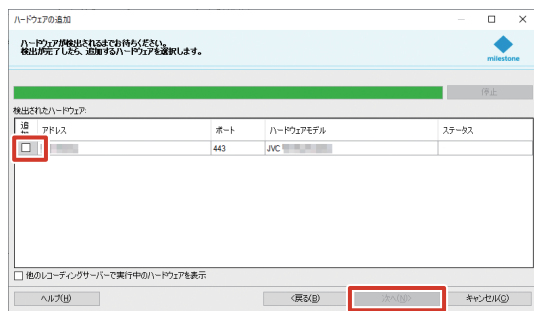 ハードウェアの追加
ハードウェアが検出されるまでお待ちください。
検出が完了したら、追加するハードウェアを選択します。
milestone
停止
検出されたハードウェア:
追 アドレス ポート ハードウェアモデル ステータス
443 JVC
他のレコーディングサーバーで実行中のハードウェアを表示
ヘルプ(H) <戻る(B) 次へ(N)> キャンセル(C)